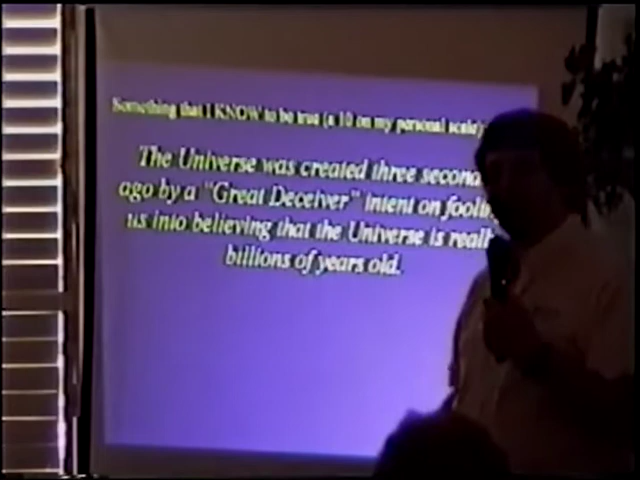 Something that I KNOW to be true (a 10 on my personal scale)
The Universe was created three
ago by a "Great Deceiver" intent on
us into believing that the Universe is
billions of years old.